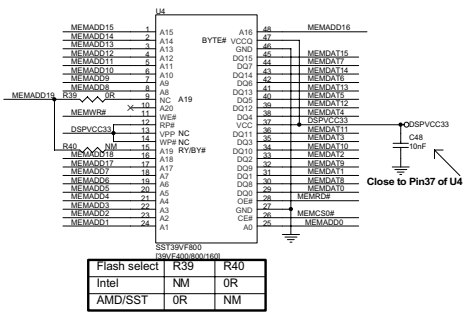 U4
MEMADD15 1 A15 A16 48 MEMADD16
MEMADD14 2 A14 BYTE# VCCQ 47
MEMADD13 3 A13 GND 46
MEMADD12 4 A12 DQ15 45 MEMDAT15
MEMADD11 5 A11 DQ7 44 MEMDAT7
MEMADD10 6 A10 DQ14 43 MEMDAT14
MEMADD9 7 A9 DQ6 42 MEMDAT6
MEMADD8 8 A8 DQ13 41 MEMDAT13
MEMADD19 R39 0R 9 NC A19 DQ5 40 MEMDAT5
10 A20 DQ12 39 MEMDAT12
MEMWR# 11 WE# DQ4 38 MEMDAT4
12 RP# VCC 37 DSPVCC33 DSPVCC33
DSPVCC33 13 VPP NC DQ11 36 MEMDAT11
14 WP# NC DQ3 35 MEMDAT3
R40 NM 15 A19 RY/BY# DQ10 34 MEMDAT10
MEMADD18 16 A18 DQ2 33 MEMDAT2
MEMADD17 17 A17 DQ9 32 MEMDAT9
MEMADD7 18 A7 DQ1 31 MEMDAT1
MEMADD6 19 A6 DQ8 30 MEMDAT8
MEMADD5 20 A5 DQ0 29 MEMDAT0
MEMADD4 21 A4 OE# 28 MEMRD#
MEMADD3 22 A3 GND 27
MEMADD2 23 A2 CE# 26 MEMCS0#
MEMADD1 24 A1 A0 25 MEMADD0
C48
10nF
Close to Pin37 of U4
SST39VF800
[39VF400/800/160]
Flash select R39 R40
Intel NM 0R
AMD/SST 0R NM